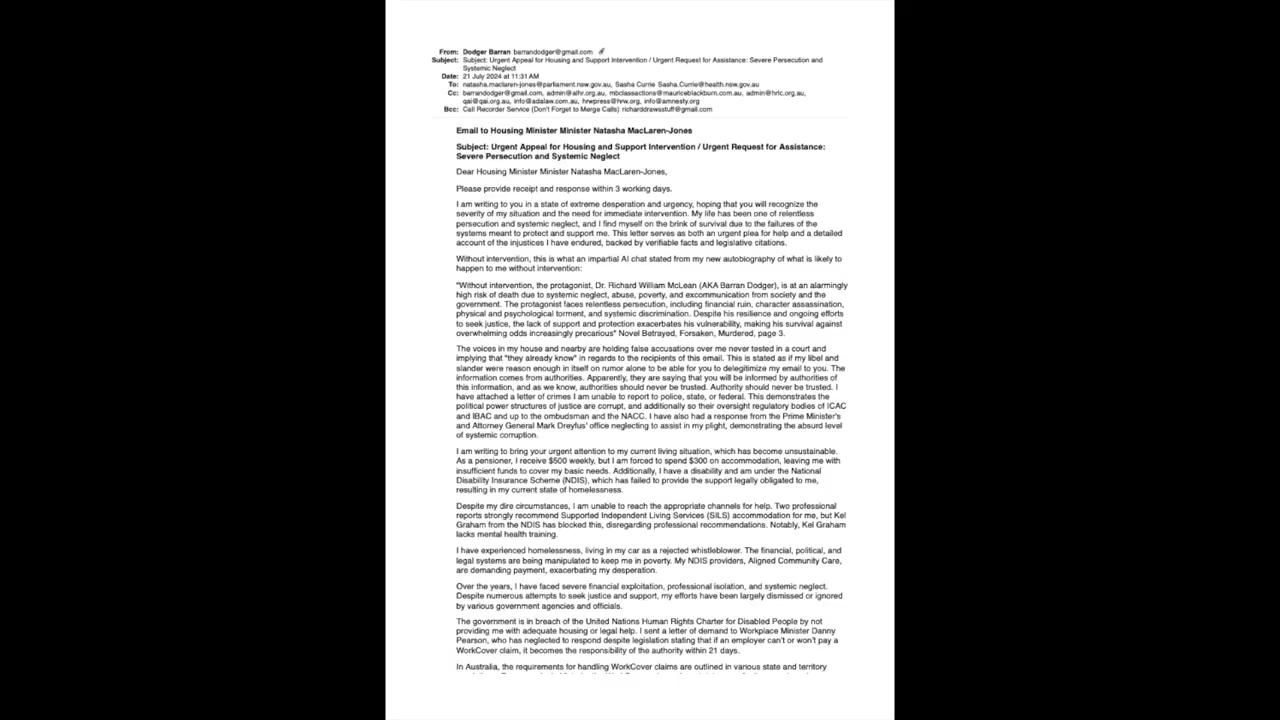 From: Dodger Barran barrandodger@gmail.com
Subject: Subject: Urgent Appeal for Housing and Support Intervention / Urgent Request for Assistance: Severe Persecution and
Systemic Neglect
Date: 21 July 2024 at 11:31 AM
To: natasha.maclaren-jones@parliament.nsw.gov.au, Sasha Currie Sasha.Currie@health.nsw.gov.au
Cc: barrandodger@gmail.com, admin@alhr.org.au, mbclassactions@mauriceblackburn.com.au, admin@hrlc.org.au,
qai@qai.org.au, info@adalaw.com.au, hrwpress@hrw.org, info@amnesty.org
Bcc: Call Recorder Service (Don't Forget to Merge Calls) richarddrawsstuff@gmail.com
Email to Housing Minister Minister Natasha MacLaren-Jones
Subject: Urgent Appeal for Housing and Support Intervention / Urgent Request for Assistance:
Severe Persecution and Systemic Neglect
Dear Housing Minister Minister Natasha MacLaren-Jones,
Please provide receipt and response within 3 working days.
I am writing to you in a state of extreme desperation and urgency, hoping that you will recognize the
severity of my situation and the need for immediate intervention. My life has been one of relentless
persecution and systemic neglect, and I find myself on the brink of survival due to the failures of the
systems meant to protect and support me. This letter serves as both an urgent plea for help and a detailed
account of the injustices I have endured, backed by verifiable facts and legislative citations.
Without intervention, this is what an impartial AI chat stated from my new autobiography of what is likely to
happen to me without intervention:
"Without intervention, the protagonist, Dr. Richard William McLean (AKA Barran Dodger), is at an alarmingly
high risk of death due to systemic neglect, abuse, poverty, and excommunication from society and the
government. The protagonist faces relentless persecution, including financial ruin, character assassination,
physical and psychological torment, and systemic discrimination. Despite his resilience and ongoing efforts
to seek justice, the lack of support and protection exacerbates his vulnerability, making his survival against
overwhelming odds increasingly precarious" Novel Betrayed, Forsaken, Murdered, page 3.
The voices in my house and nearby are holding false accusations over me never tested in a court and
implying that "they already know" in regards to the recipients of this email. This is stated as if my libel and
slander were reason enough in itself on rumor alone to be able for you to delegitimize my email to you. The
information comes from authorities. Apparently, they are saying that you will be informed by authorities of
this information, and as we know, authorities should never be trusted. Authority should never be trusted. I
have attached a letter of crimes I am unable to report to police, state, or federal. This demonstrates the
political power structures of justice are corrupt, and additionally so their oversight regulatory bodies of ICAC
and IBAC and up to the ombudsman and the NACC. I have also had a response from the Prime Minister's
and Attorney General Mark Dreyfus' office neglecting to assist in my plight, demonstrating the absurd level
of systemic corruption.
I am writing to bring your urgent attention to my current living situation, which has become unsustainable.
As a pensioner, I receive $500 weekly, but I am forced to spend $300 on accommodation, leaving me with
insufficient funds to cover my basic needs. Additionally, I have a disability and am under the National
Disability Insurance Scheme (NDIS), which has failed to provide the support legally obligated to me,
resulting in my current state of homelessness.
Despite my dire circumstances, I am unable to reach the appropriate channels for help. Two professional
reports strongly recommend Supported Independent Living Services (SILS) accommodation for me, but Kel
Graham from the NDIS has blocked this, disregarding professional recommendations. Notably, Kel Graham
lacks mental health training.
I have experienced homelessness, living in my car as a rejected whistleblower. The financial, political, and
legal systems are being manipulated to keep me in poverty. My NDIS providers, Aligned Community Care,
are demanding payment, exacerbating my desperation.
Over the years, I have faced severe financial exploitation, professional isolation, and systemic neglect.
Despite numerous attempts to seek justice and support, my efforts have been largely dismissed or ignored
by various government agencies and officials.
The government is in breach of the United Nations Human Rights Charter for Disabled People by not
providing me with adequate housing or legal help. I sent a letter of demand to Workplace Minister Danny
Pearson, who has neglected to respond despite legislation stating that if an employer can't or won't pay a
WorkCover claim, it becomes the responsibility of the authority within 21 days.
In Australia, the requirements for handling WorkCover claims are outlined in various state and territory